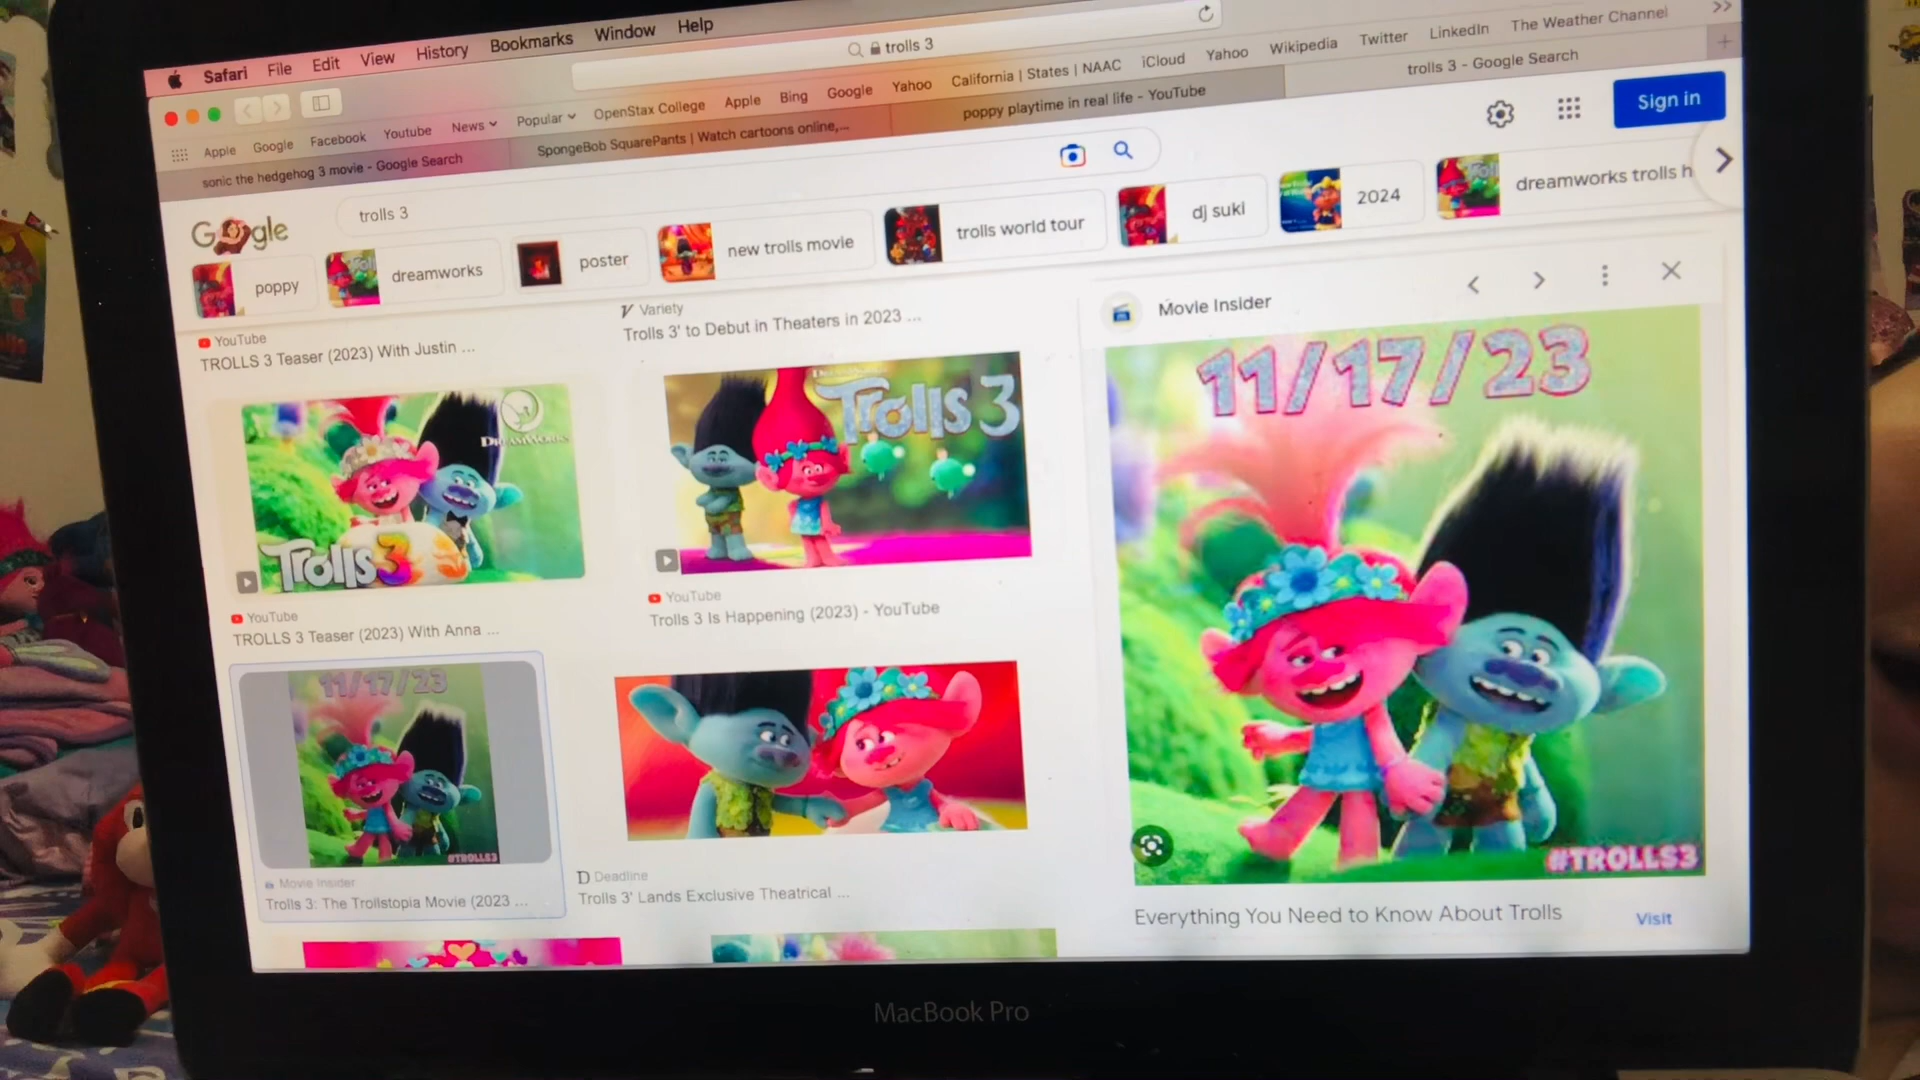 Safari File Edit View History Bookmarks Window Help
trolls 3
Apple Google Facebook Youtube News Popular OpenStax College Apple Bing Google Yahoo California | States | NAAC iCloud Yahoo Wikipedia Twitter LinkedIn The Weather Channel
sonic the hedgehog 3 movie - Google Search
SpongeBob SquarePants | Watch cartoons online,...
poppy playtime in real life - YouTube
trolls 3 - Google Search
Google
trolls 3
Sign in
poppy
dreamworks
poster
new trolls movie
trolls world tour
dj suki
2024
dreamworks trolls h
YouTube
TROLLS 3 Teaser (2023) With Justin ...
Variety
Trolls 3' to Debut in Theaters in 2023 ...
DREAMWORKS
Trolls 3
YouTube
TROLLS 3 Teaser (2023) With Anna ...
Trolls 3
YouTube
Trolls 3 Is Happening (2023) - YouTube
11/17/23
#TROLLS3
Movie Insider
Trolls 3: The Trollstopia Movie (2023 ...
Deadline
Trolls 3' Lands Exclusive Theatrical ...
Movie Insider
11/17/23
#TROLLS3
Everything You Need to Know About Trolls
Visit
MacBook Pro